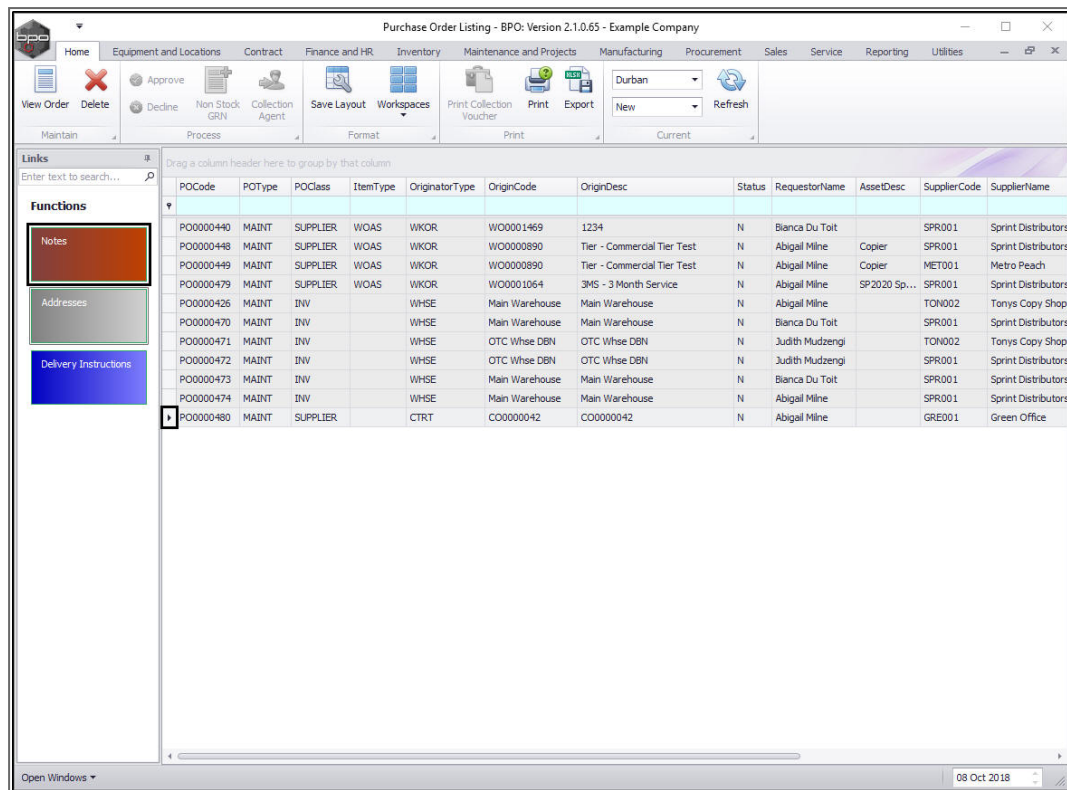 Purchase Order Listing - BPO: Version 2.1.0.65 - Example Company
bpo
Home Equipment and Locations Contract Finance and HR Inventory Maintenance and Projects Manufacturing Procurement Sales Service Reporting Utilities
View Order Delete Approve Decline Non Stock GRN Collection Agent Save Layout Workspaces Print Collection Voucher Print Export Durban New Refresh
Maintain Process Format Print Current
Links
Enter text to search...
Functions
Notes
Addresses
Delivery Instructions
Drag a column header here to group by that column
POCode POType POClass ItemType OriginatorType OriginCode OriginDesc Status RequestorName AssetDesc SupplierCode SupplierName
PO0000440 MAINT SUPPLIER WOAS WKOR WO0001469 1234 N Bianca Du Toit SPR001 Sprint Distributors
PO0000448 MAINT SUPPLIER WOAS WKOR WO0000890 Tier - Commercial Tier Test N Abigail Milne Copier SPR001 Sprint Distributors
PO0000449 MAINT SUPPLIER WOAS WKOR WO0000890 Tier - Commercial Tier Test N Abigail Milne Copier MET001 Metro Peach
PO0000479 MAINT SUPPLIER WOAS WKOR WO0001064 3MS - 3 Month Service N Abigail Milne SP2020 Sp... SPR001 Sprint Distributors
PO0000426 MAINT INV WHSE Main Warehouse Main Warehouse N Abigail Milne TON002 Tonys Copy Shop
PO0000470 MAINT INV WHSE Main Warehouse Main Warehouse N Bianca Du Toit SPR001 Sprint Distributors
PO0000471 MAINT INV WHSE OTC Whse DBN OTC Whse DBN N Judith Mudzengi TON002 Tonys Copy Shop
PO0000472 MAINT INV WHSE OTC Whse DBN OTC Whse DBN N Judith Mudzengi SPR001 Sprint Distributors
PO0000473 MAINT INV WHSE Main Warehouse Main Warehouse N Bianca Du Toit SPR001 Sprint Distributors
PO0000474 MAINT INV WHSE Main Warehouse Main Warehouse N Abigail Milne SPR001 Sprint Distributors
PO0000480 MAINT SUPPLIER CTRT CO0000042 CO0000042 N Abigail Milne GRE001 Green Office
Open Windows 08 Oct 2018